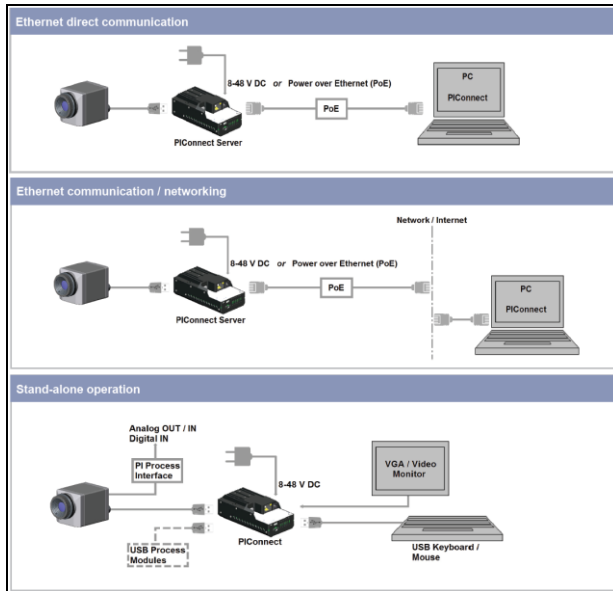 Ethernet direct communication
8-48 V DC or Power over Ethernet (PoE)
PC
PIConnect
PoE
PIConnect Server
Ethernet communication / networking
Network / Internet
8-48 V DC or Power over Ethernet (PoE)
PC
PIConnect
PoE
PIConnect Server
Stand-alone operation
Analog OUT / IN
Digital IN
PI Process
Interface
8-48 V DC
VGA / Video
Monitor
USB Process
Modules
PIConnect
USB Keyboard /
Mouse